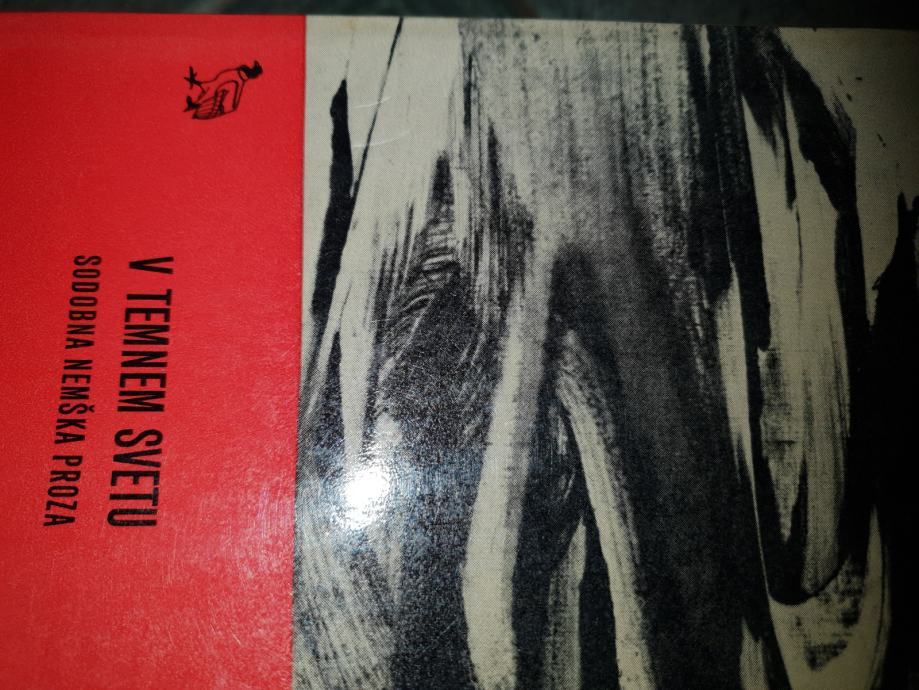 V TEMNEM SVETU
SODOBNA NEMŠKA PROZA